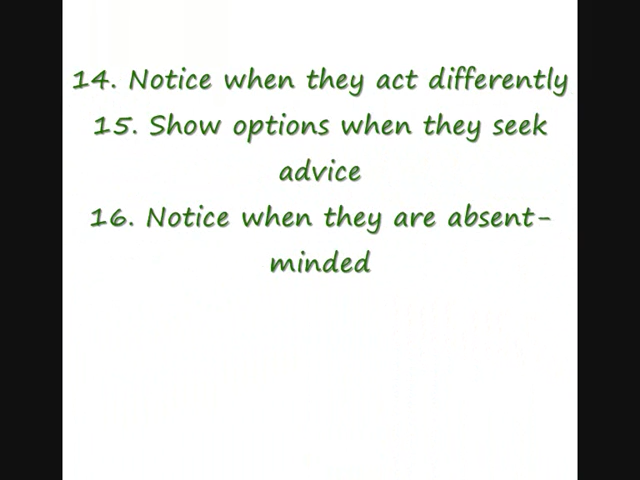 14. Notice when they act differently
15. Show options when they seek
advice
16. Notice when they are absent-
minded